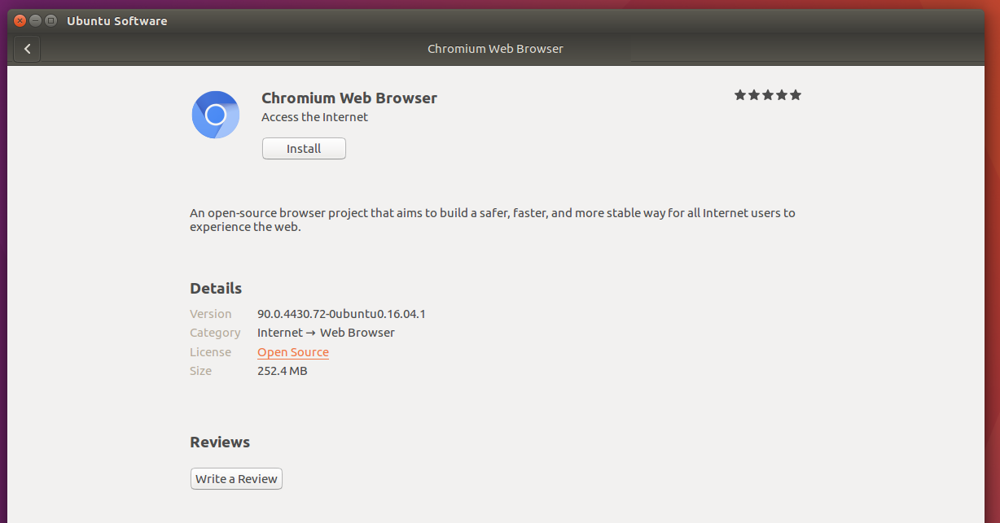 Ubuntu Software
Chromium Web Browser
Chromium Web Browser
Access the Internet
Install
An open-source browser project that aims to build a safer, faster, and more stable way for all Internet users to
experience the web.
Details
Version 90.0.4430.72-0ubuntu0.16.04.1
Category Internet → Web Browser
License Open Source
Size 252.4 MB
Reviews
Write a Review